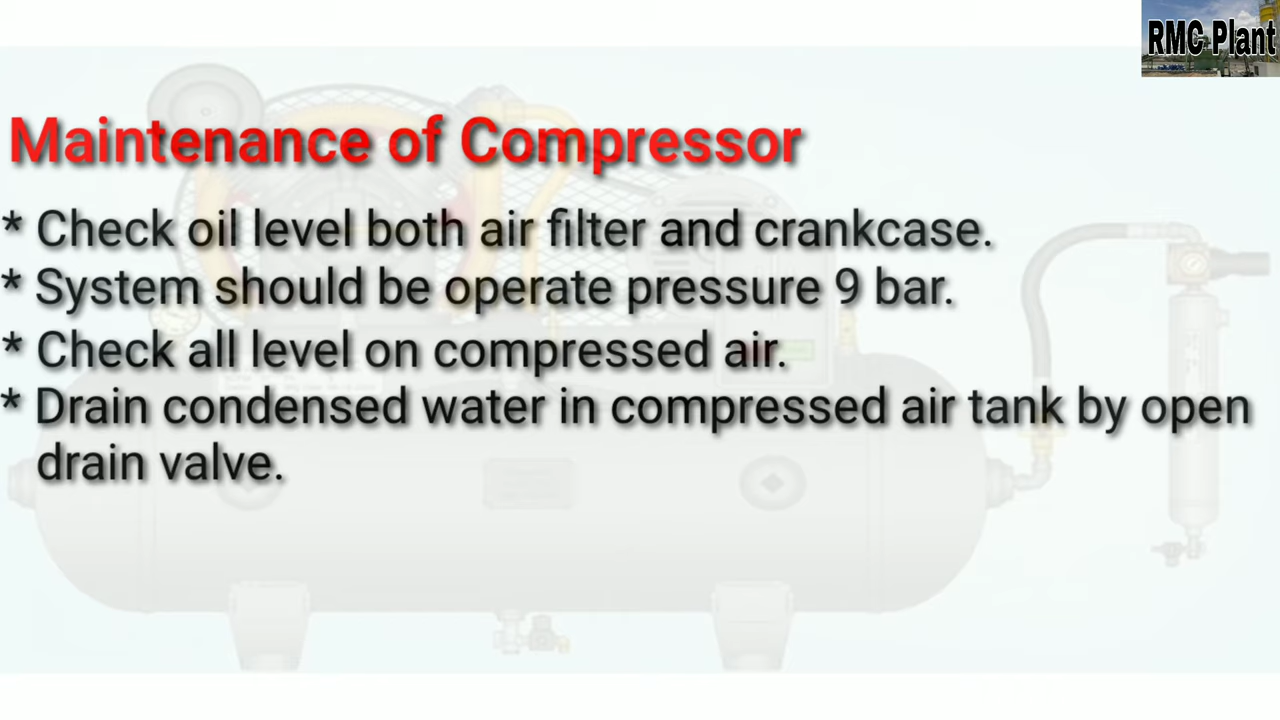 RMC Plant
Maintenance of Compressor
* Check oil level both air filter and crankcase.
* System should be operate pressure 9 bar.
* Check all level on compressed air.
* Drain condensed water in compressed air tank by open
drain valve.